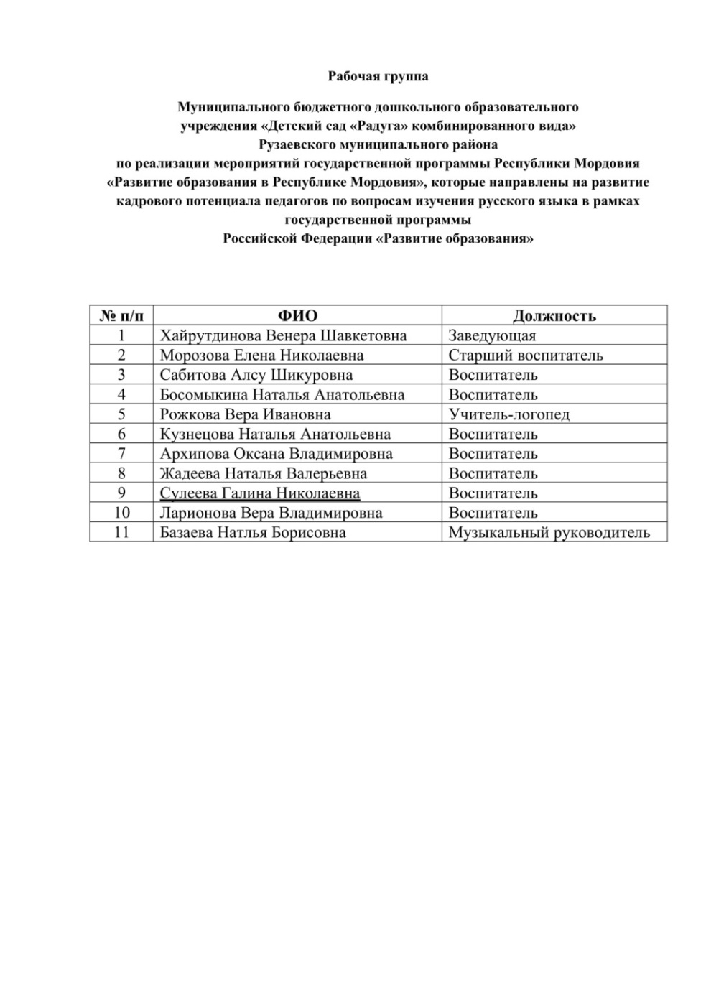 Рабочая группа
Муниципального бюджетного дошкольного образовательного
учреждения «Детский сад «Радуга» комбинированного вида»
Рузаевского муниципального района
по реализации мероприятий государственной программы Республики Мордовия
«Развитие образования в Республике Мордовия», которые направлены на развитие
кадрового потенциала педагогов по вопросам изучения русского языка в рамках
государственной программы
Российской Федерации «Развитие образования»
№ п/п ФИО Должность
1 Хайрутдинова Венера Шавкетовна Заведующая
2 Морозова Елена Николаевна Старший воспитатель
3 Сабитова Алсу Шикуровна Воспитатель
4 Босомыкина Наталья Анатольевна Воспитатель
5 Рожкова Вера Ивановна Учитель-логопед
6 Кузнецова Наталья Анатольевна Воспитатель
7 Архипова Оксана Владимировна Воспитатель
8 Жадеева Наталья Валерьевна Воспитатель
9 Сулеева Галина Николаевна Воспитатель
10 Ларионова Вера Владимировна Воспитатель
11 Базаева Натлья Борисовна Музыкальный руководитель